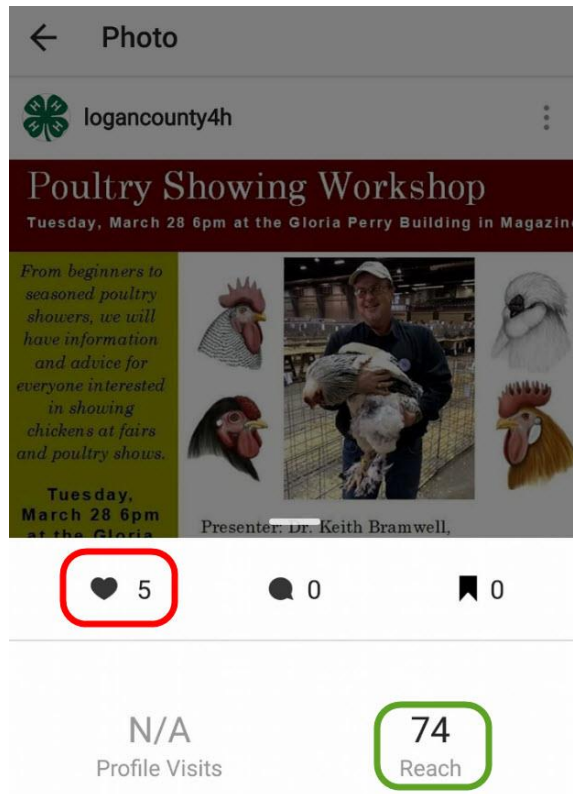 Photo
logancounty4h
Poultry Showing Workshop
Tuesday, March 28 6pm at the Gloria Perry Building in Magazin
From beginners to
seasoned poultry
showers, we will
have information
and advice for
everyone interested
in showing
chickens at fairs
and poultry shows.
Tuesday,
March 28 6pm
at the Gloria
Presenter: Dr. Keith Bramwell,
5
0
0
N/A
Profile Visits
74
Reach